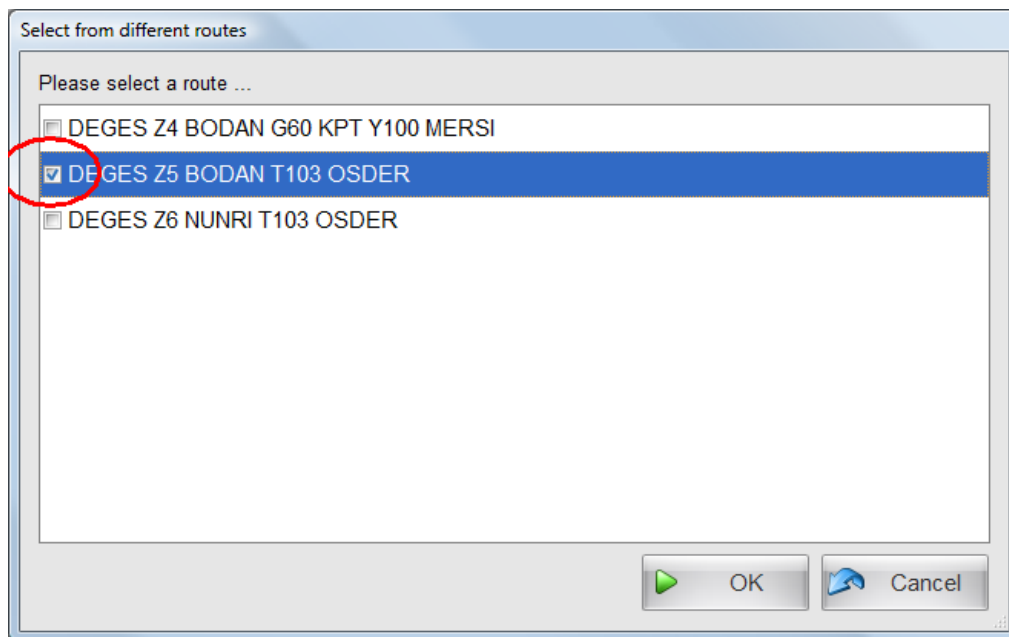 Select from different routes
Please select a route ...
DEGES Z4 BODAN G60 KPT Y100 MERSI
DEGES Z5 BODAN T103 OSDER
DEGES Z6 NUNRI T103 OSDER
OK Cancel